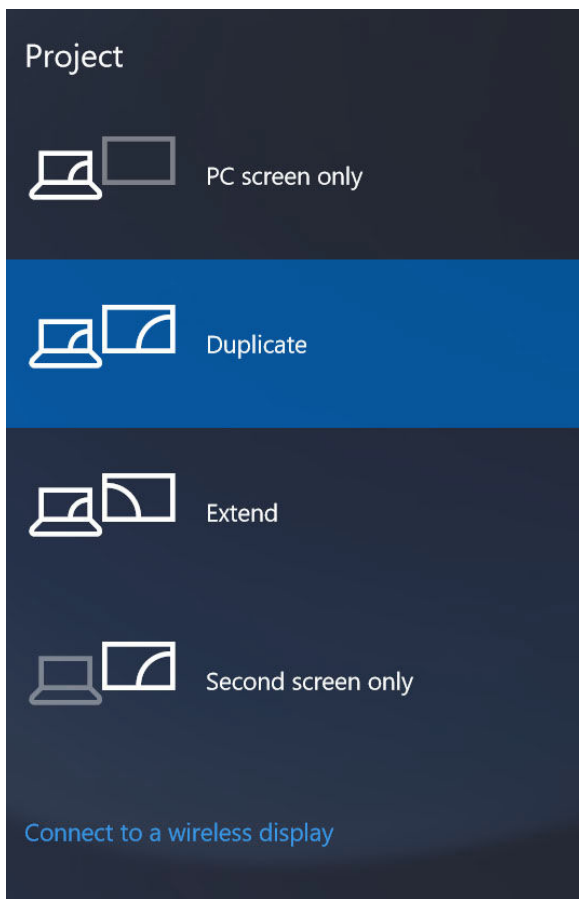 Project
PC screen only
Duplicate
Extend
Second screen only
Connect to a wireless display